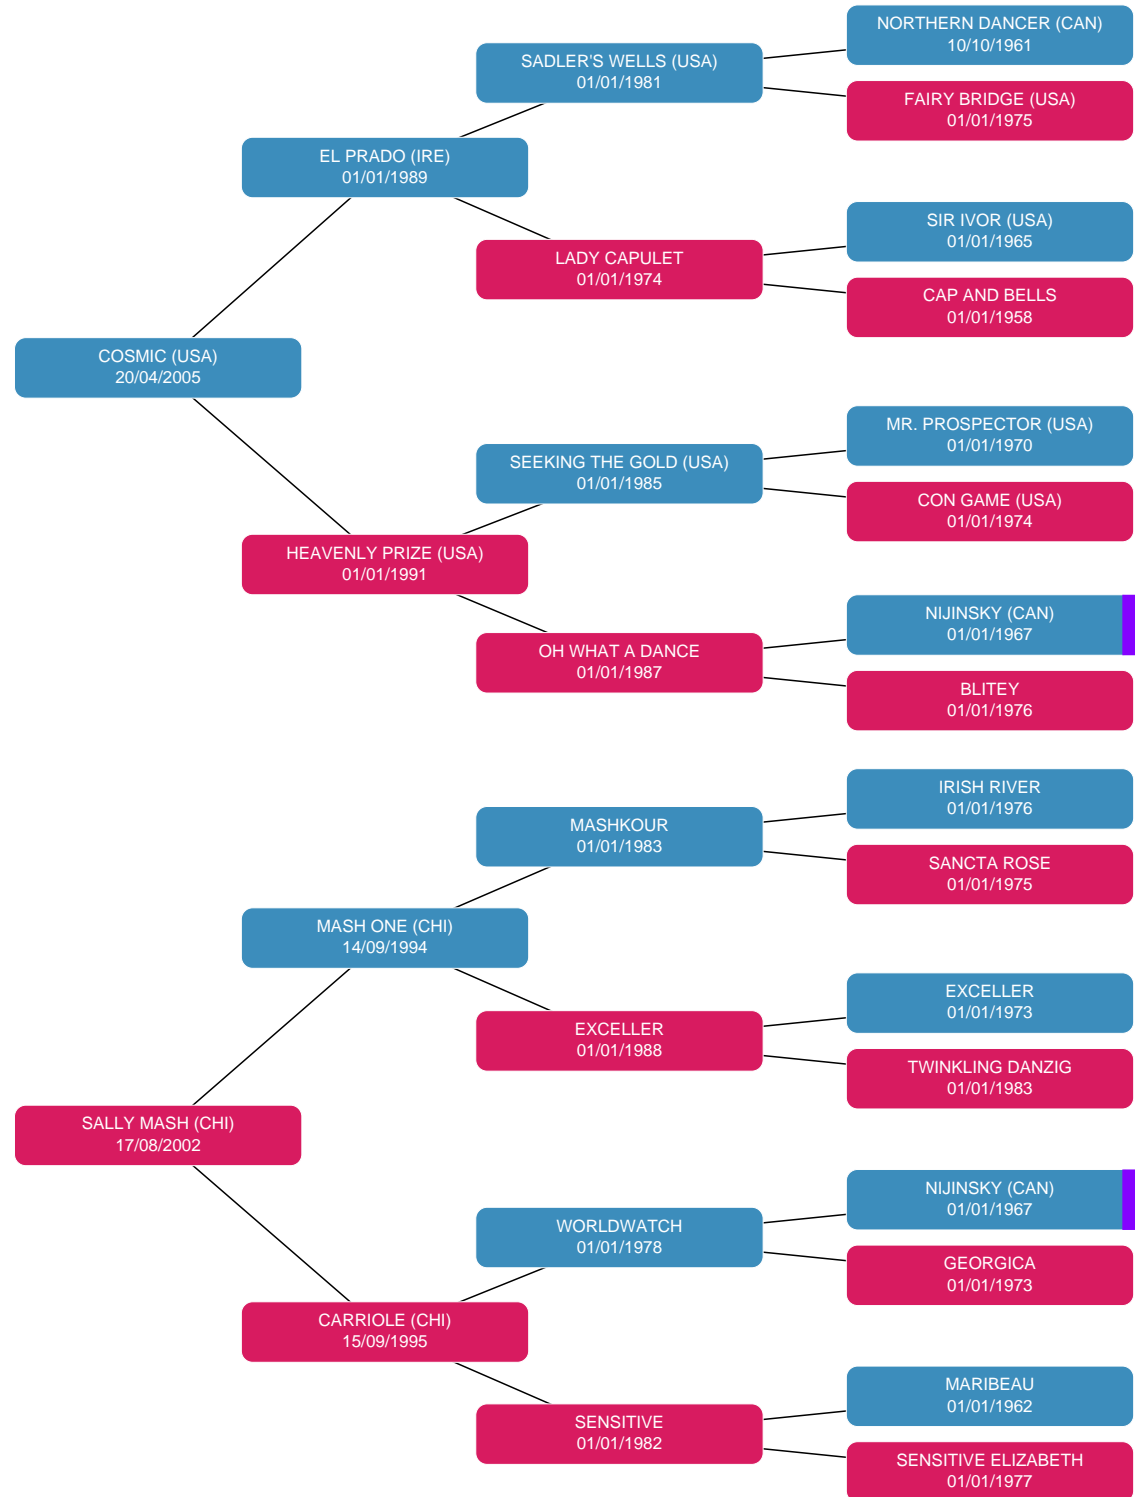 NORTHERN DANCER (CAN)
10/10/1961
SADLER'S WELLS (USA)
01/01/1981
FAIRY BRIDGE (USA)
01/01/1975
EL PRADO (IRE)
01/01/1989
SIR IVOR (USA)
01/01/1965
LADY CAPULET
01/01/1974
CAP AND BELLS
01/01/1958
COSMIC (USA)
20/04/2005
MR. PROSPECTOR (USA)
01/01/1970
SEEKING THE GOLD (USA)
01/01/1985
CON GAME (USA)
01/01/1974
HEAVENLY PRIZE (USA)
01/01/1991
NIJINSKY (CAN)
01/01/1967
OH WHAT A DANCE
01/01/1987
BLITEY
01/01/1976
IRISH RIVER
01/01/1976
MASHKOUR
01/01/1983
SANCTA ROSE
01/01/1975
MASH ONE (CHI)
14/09/1994
EXCELLER
01/01/1973
EXCELLER
01/01/1988
TWINKLING DANZIG
01/01/1983
SALLY MASH (CHI)
17/08/2002
NIJINSKY (CAN)
01/01/1967
WORLDWATCH
01/01/1978
GEORGICA
01/01/1973
CARRIOLE (CHI)
15/09/1995
MARIBEAU
01/01/1962
SENSITIVE
01/01/1982
SENSITIVE ELIZABETH
01/01/1977